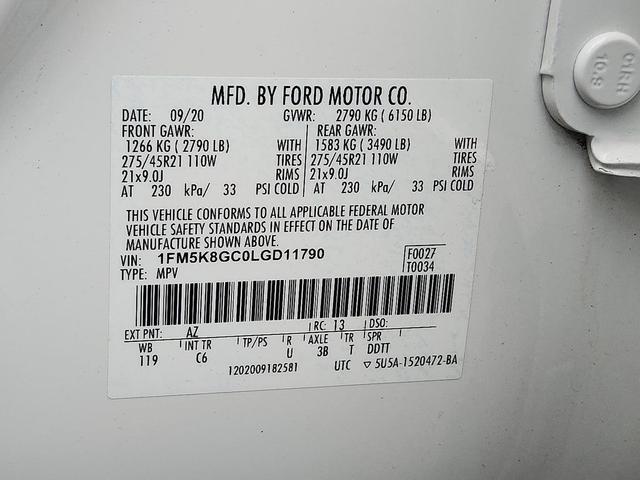 MFD. BY FORD MOTOR CO.
DATE: 09/20 GVWR: 2790 KG ( 6150 LB)
FRONT GAWR: REAR GAWR:
1266 KG ( 2790 LB) WITH 1583 KG ( 3490 LB) WITH
275/45R21 110W TIRES 275/45R21 110W TIRES
21x9.0J RIMS 21x9.0J RIMS
AT 230 kPa/ 33 PSI COLD AT 230 kPa/ 33 PSI COLD
THIS VEHICLE CONFORMS TO ALL APPLICABLE FEDERAL MOTOR
VEHICLE SAFETY STANDARDS IN EFFECT ON THE DATE OF
MANUFACTURE SHOWN ABOVE.
VIN: 1FM5K8GC0LGD11790 F0027
TYPE: MPV T0034
EXT PNT: AZ RC: 13 DSO:
WB INT TR TP/PS R AXLE TR SPR
119 C6 U 3B T DDTT
1202009182581 UTC ▽ 5U5A-1520472-BA
10.9